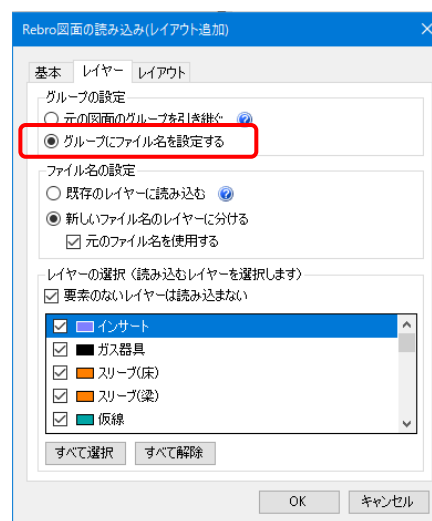 Rebro図面の読み込み(レイアウト追加)
基本 レイヤー レイアウト
グループの設定
元の図面のグループを引き継ぐ
グループにファイル名を設定する
ファイル名の設定
既存のレイヤーに読み込む
新しいファイル名のレイヤーに分ける
元のファイル名を使用する
レイヤーの選択（読み込むレイヤーを選択します）
要素のないレイヤーは読み込まない
インサート
ガス器具
スリーブ(床)
スリーブ(梁)
仮線
すべて選択 すべて解除
OK キャンセル